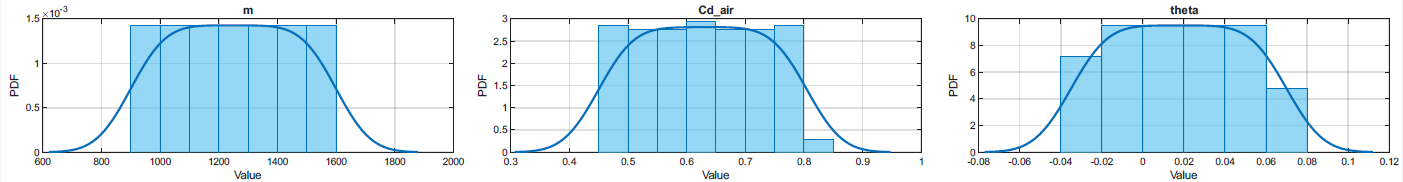 m
×10⁻³
1.5
1
0.5
0
PDF
600 800 1000 1200 1400 1600 1800 2000
Value
Cd_air
3
2.5
2
1.5
1
0.5
0
PDF
0.3 0.4 0.5 0.6 0.7 0.8 0.9 1
Value
theta
10
8
6
4
2
0
PDF
-0.08 -0.06 -0.04 -0.02 0 0.02 0.04 0.06 0.08 0.1 0.12
Value